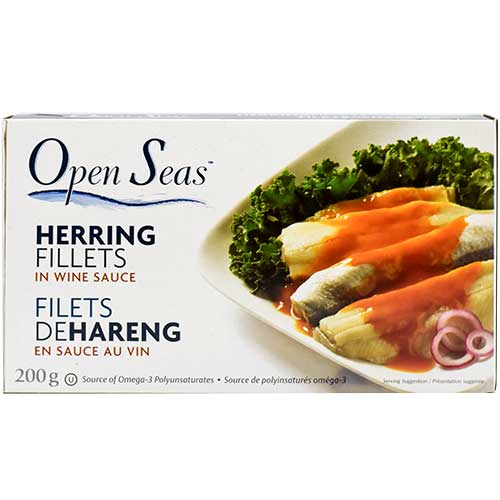 Open Seas™
HERRING
FILLETS
IN WINE SAUCE
FILETS
DEHARENG
EN SAUCE AU VIN
200g U Source of Omega-3 Polyunsaturates • Source de polyinsaturés oméga-3
Serving Suggestion / Présentation suggérée